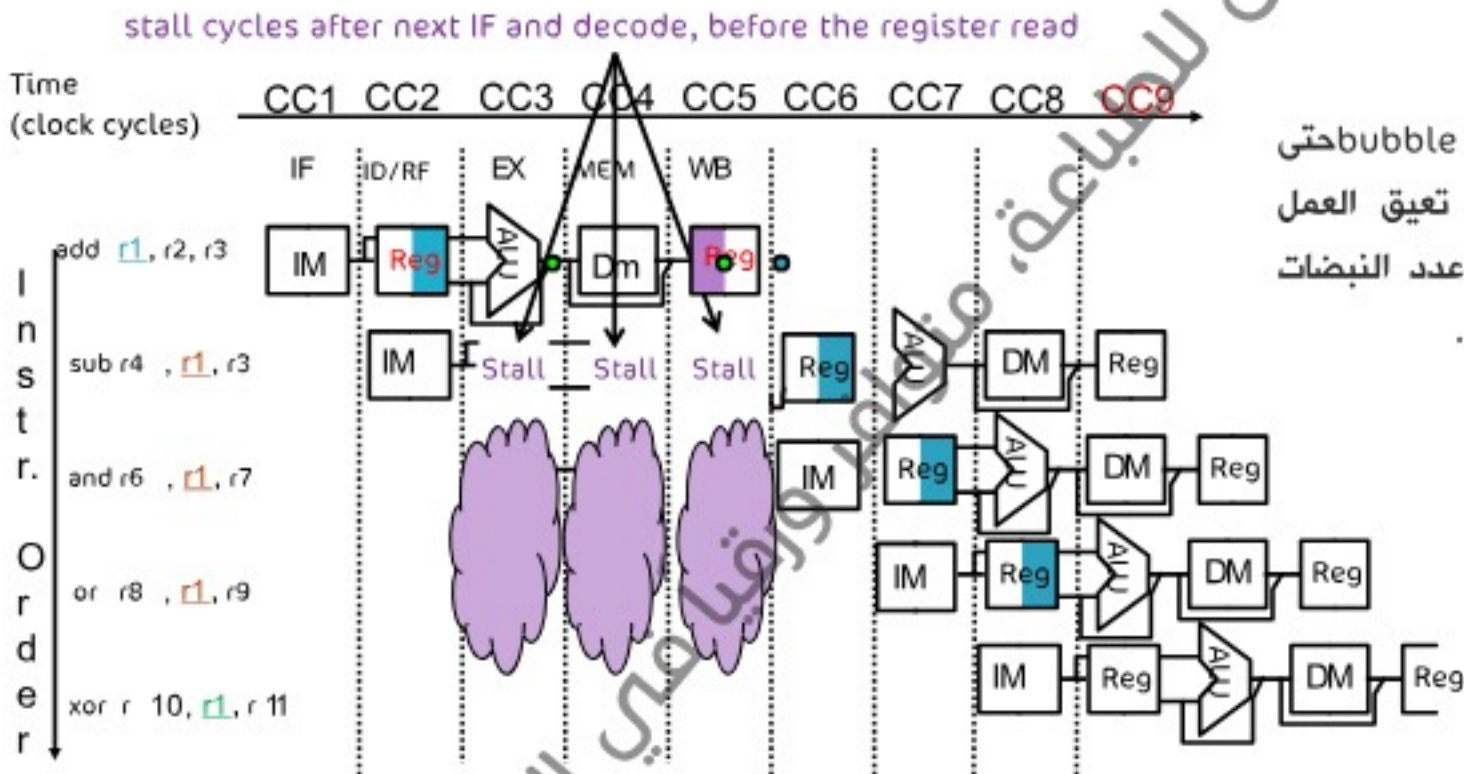 stall cycles after next IF and decode, before the register read
Time
(clock cycles)
CC1 CC2 CC3 CC4 CC5 CC6 CC7 CC8 CC9
IF ID/RF EX MEM WB
bubbleحتى
تعيق العمل
عدد النبضات
.
Instr. Order
add r1, r2, r3
IM Reg ALU Dm Reg
sub r4 , r1, r3
IM Stall Stall Stall Reg ALU DM Reg
and r6 , r1, r7
IM Reg ALU DM Reg
or r8 , r1, r9
IM Reg ALU DM Reg
xor r 10, r1, r 11
IM Reg ALU DM Reg
للطباعة، متوفر ورقيا في